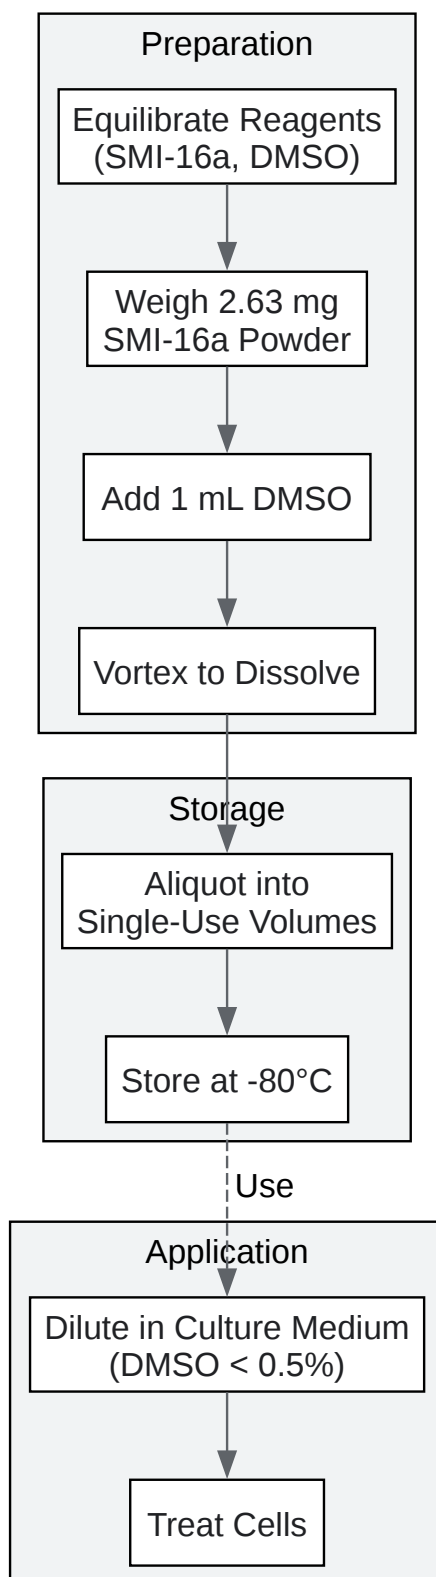 Preparation
Equilibrate Reagents
(SMI-16a, DMSO)
Weigh 2.63 mg
SMI-16a Powder
Add 1 mL DMSO
Vortex to Dissolve
Storage
Aliquot into
Single-Use Volumes
Store at -80°C
Use
Application
Dilute in Culture Medium
(DMSO < 0.5%)
Treat Cells